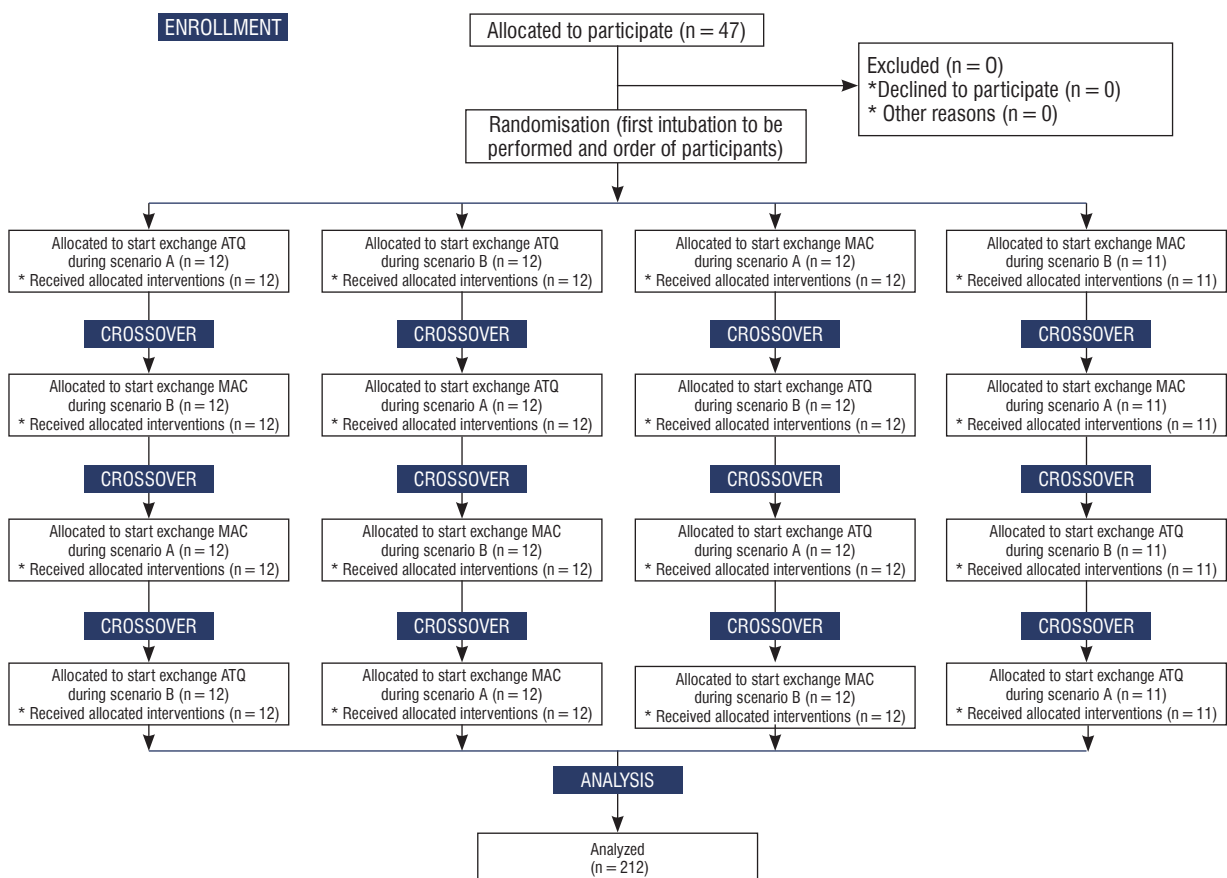 ENROLLMENT
Allocated to participate (n = 47)
Excluded (n = 0)
*Declined to participate (n = 0)
* Other reasons (n = 0)
Randomisation (first intubation to be
performed and order of participants)
Allocated to start exchange ATQ
during scenario A (n = 12)
* Received allocated interventions (n = 12)
Allocated to start exchange ATQ
during scenario B (n = 12)
* Received allocated interventions (n = 12)
Allocated to start exchange MAC
during scenario A (n = 12)
* Received allocated interventions (n = 12)
Allocated to start exchange MAC
during scenario B (n = 11)
* Received allocated interventions (n = 11)
CROSSOVER
CROSSOVER
CROSSOVER
CROSSOVER
Allocated to start exchange MAC
during scenario B (n = 12)
* Received allocated interventions (n = 12)
Allocated to start exchange ATQ
during scenario A (n = 12)
* Received allocated interventions (n = 12)
Allocated to start exchange ATQ
during scenario B (n = 12)
* Received allocated interventions (n = 12)
Allocated to start exchange MAC
during scenario A (n = 11)
* Received allocated interventions (n = 11)
CROSSOVER
CROSSOVER
CROSSOVER
CROSSOVER
Allocated to start exchange MAC
during scenario A (n = 12)
* Received allocated interventions (n = 12)
Allocated to start exchange MAC
during scenario B (n = 12)
* Received allocated interventions (n = 12)
Allocated to start exchange ATQ
during scenario A (n = 12)
* Received allocated interventions (n = 12)
Allocated to start exchange ATQ
during scenario B (n = 11)
* Received allocated interventions (n = 11)
CROSSOVER
CROSSOVER
CROSSOVER
CROSSOVER
Allocated to start exchange ATQ
during scenario B (n = 12)
* Received allocated interventions (n = 12)
Allocated to start exchange MAC
during scenario A (n = 12)
* Received allocated interventions (n = 12)
Allocated to start exchange MAC
during scenario B (n = 12)
* Received allocated interventions (n = 12)
Allocated to start exchange ATQ
during scenario A (n = 11)
* Received allocated interventions (n = 11)
ANALYSIS
Analyzed
(n = 212)